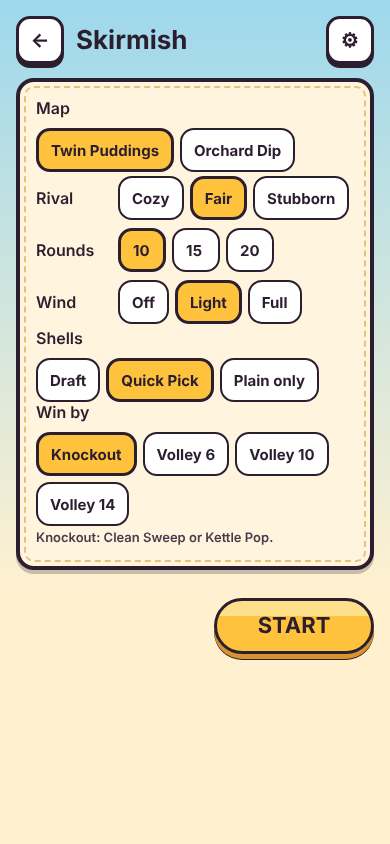 ← Skirmish ⚙
Map
Twin Puddings Orchard Dip
Rival Cozy Fair Stubborn
Rounds 10 15 20
Wind Off Light Full
Shells
Draft Quick Pick Plain only
Win by
Knockout Volley 6 Volley 10
Volley 14
Knockout: Clean Sweep or Kettle Pop.
START